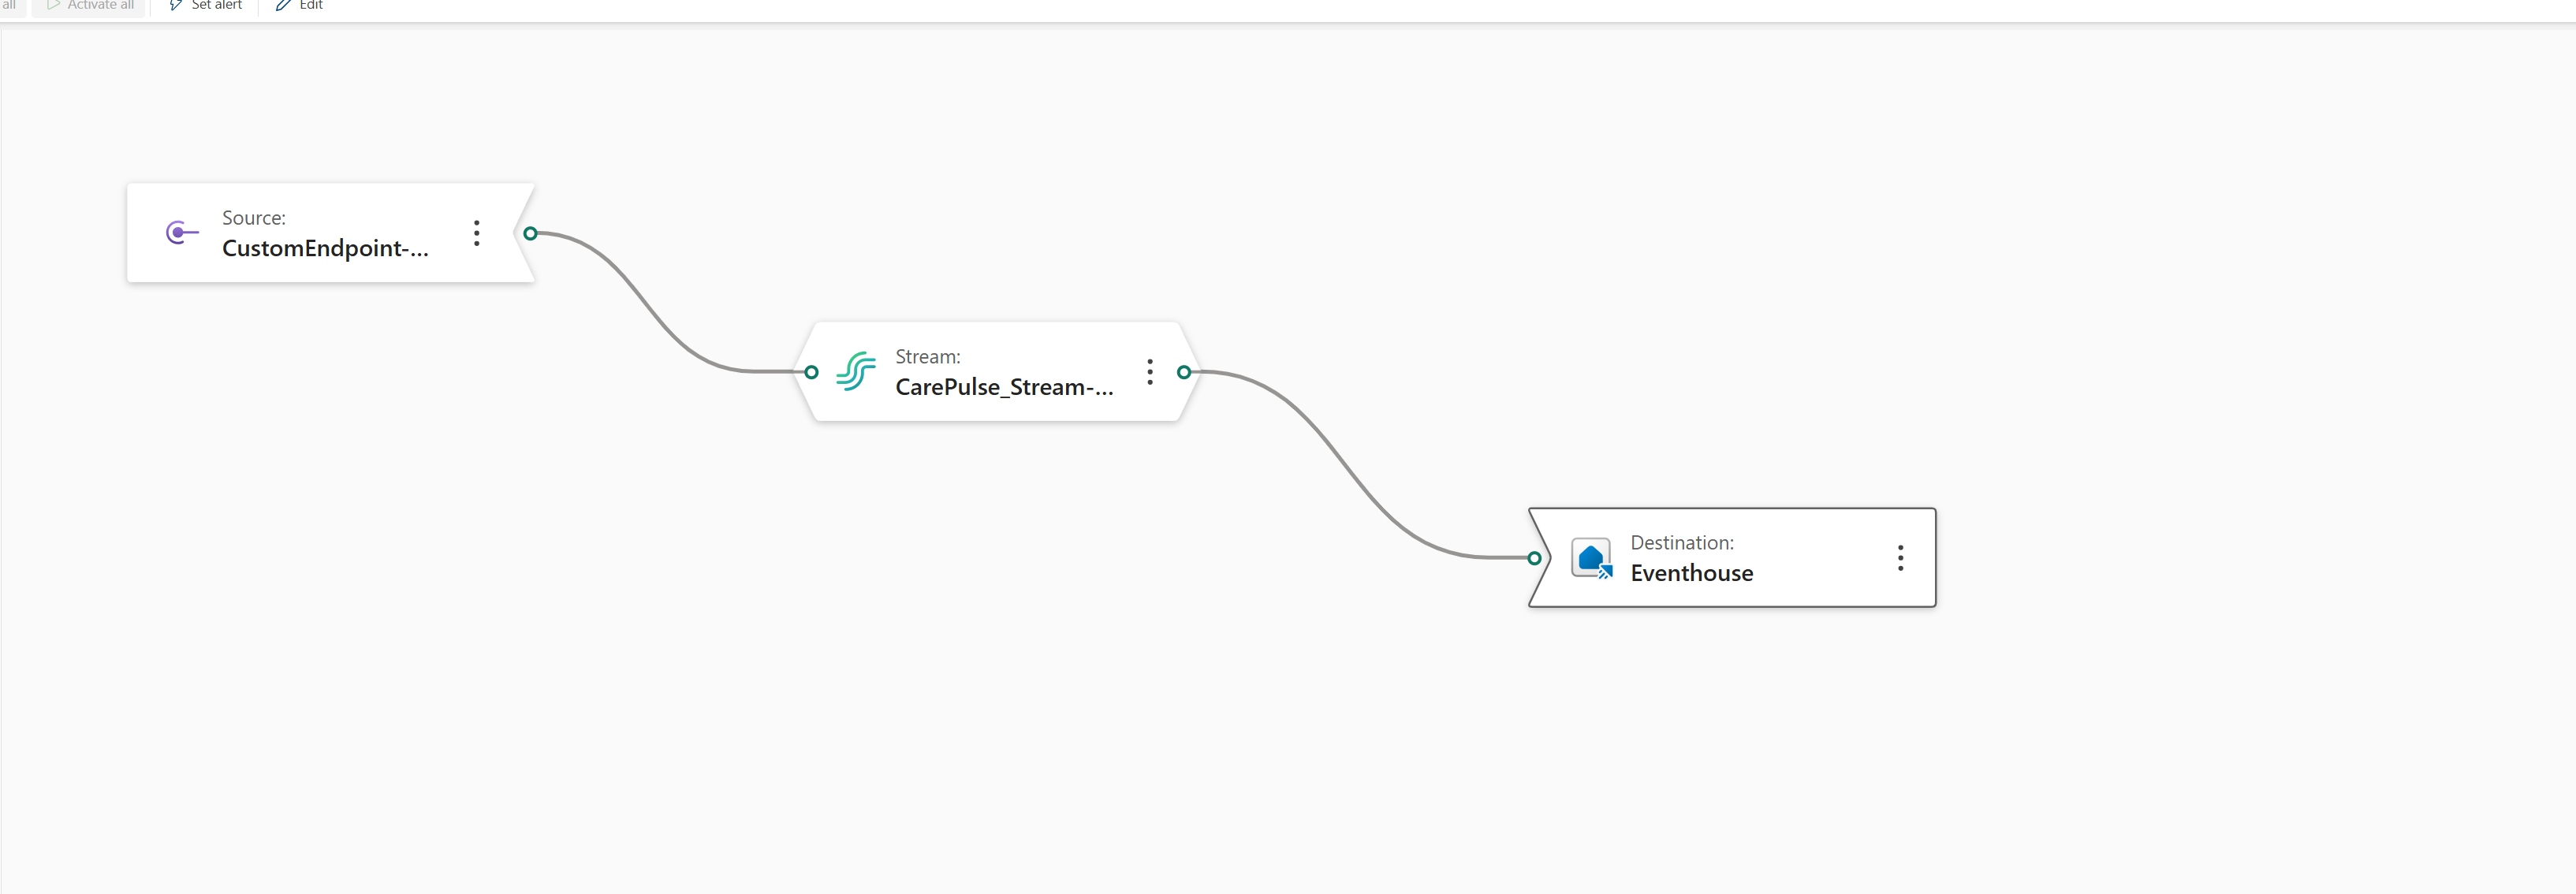 all Activate all Set alert Edit
Source:
CustomEndpoint-...
Stream:
CarePulse_Stream-...
Destination:
Eventhouse